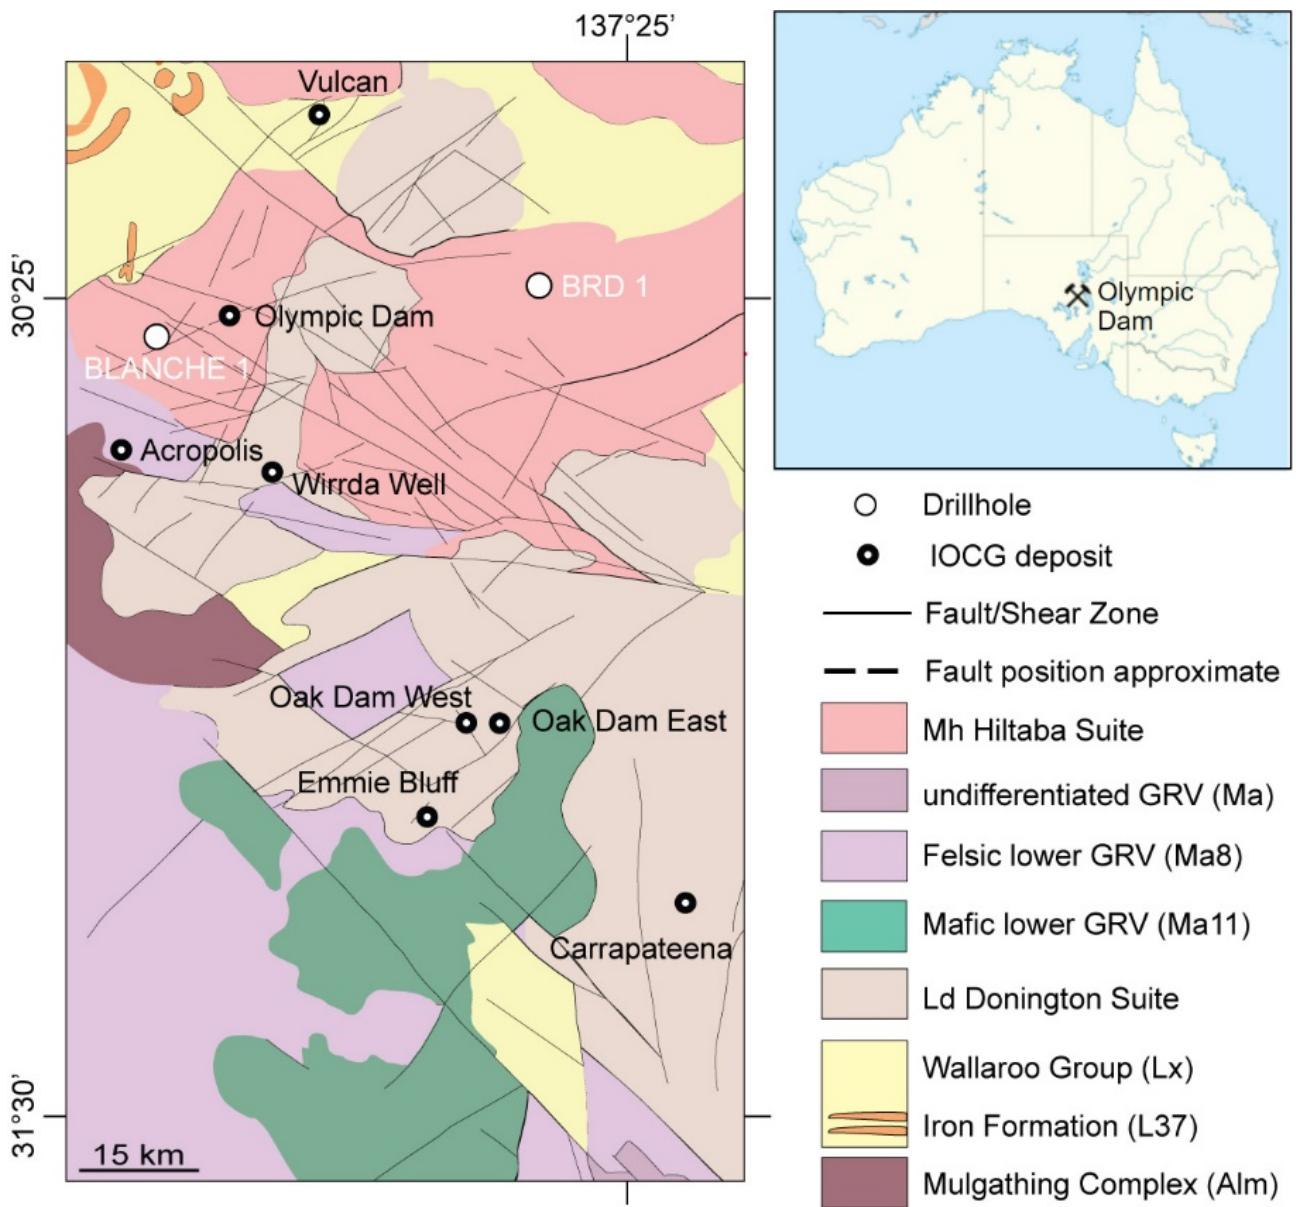 137°25’
Vulcan
30°25’
BRD 1
Olympic Dam
BLANCHE 1
Acropolis
Wirrda Well
Oak Dam West
Oak Dam East
Emmie Bluff
Carrapateena
31°30’
15 km
Olympic
Dam
Drillhole
IOCG deposit
Fault/Shear Zone
Fault position approximate
Mh Hiltaba Suite
undifferentiated GRV (Ma)
Felsic lower GRV (Ma8)
Mafic lower GRV (Ma11)
Ld Donington Suite
Wallaroo Group (Lx)
Iron Formation (L37)
Mulgathing Complex (Alm)